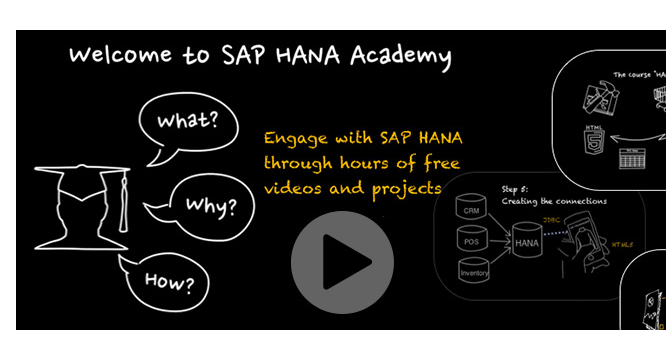 Welcome to SAP HANA Academy
What?
Why?
How?
Engage with SAP HANA
through hours of free
videos and projects
The course "HA
HTML
5
Step 5:
Creating the connections
CRM
POS
Inventory
HANA
JDBC
HTML5